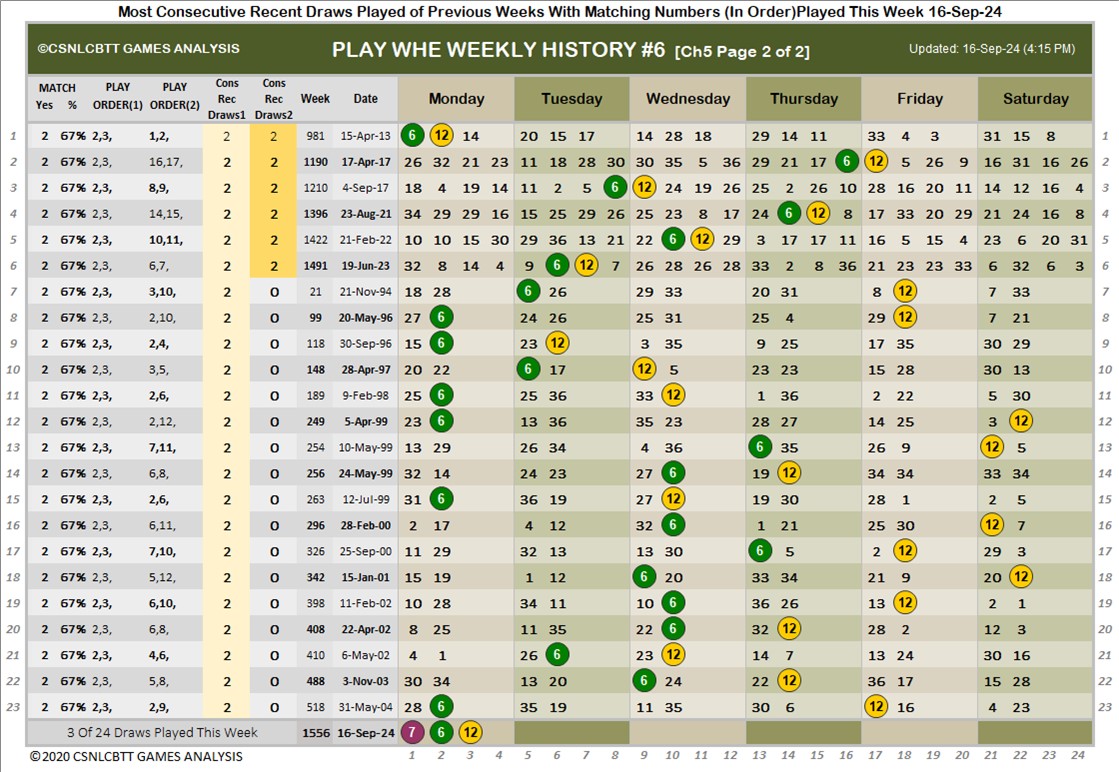 Most Consecutive Recent Draws Played of Previous Weeks With Matching Numbers (In Order)Played This Week 16-Sep-24
©CSNLCBTT GAMES ANALYSIS PLAY WHE WEEKLY HISTORY #6 [Ch5 Page 2 of 2] Updated: 16-Sep-24 (4:15 PM)
MATCH Yes % PLAY ORDER(1) PLAY ORDER(2) Cons Rec Draws1 Cons Rec Draws2 Week Date Monday Tuesday Wednesday Thursday Friday Saturday
1 2 67% 2,3, 1,2, 2 2 981 15-Apr-13 6 12 14 20 15 17 14 28 18 29 14 11 33 4 3 31 15 8 1
2 2 67% 2,3, 16,17, 2 2 1190 17-Apr-17 26 32 21 23 11 18 28 30 30 35 5 36 29 21 17 6 12 5 26 9 16 31 16 26 2
3 2 67% 2,3, 8,9, 2 2 1210 4-Sep-17 18 4 19 14 11 2 5 6 12 24 19 26 25 2 26 10 28 16 20 11 14 12 16 4 3
4 2 67% 2,3, 14,15, 2 2 1396 23-Aug-21 34 29 29 16 15 25 29 26 25 23 8 17 24 6 12 8 17 33 20 29 21 24 16 8 4
5 2 67% 2,3, 10,11, 2 2 1422 21-Feb-22 10 10 15 30 29 36 13 21 22 6 12 29 3 17 17 11 16 5 15 4 23 6 20 31 5
6 2 67% 2,3, 6,7, 2 2 1491 19-Jun-23 32 8 14 4 9 6 12 7 26 28 26 28 33 2 8 36 21 23 23 33 6 32 6 3 6
7 2 67% 2,3, 3,10, 2 0 21 21-Nov-94 18 28 6 26 29 33 20 31 8 12 7 33 7
8 2 67% 2,3, 2,10, 2 0 99 20-May-96 27 6 24 26 25 31 25 4 29 12 7 21 8
9 2 67% 2,3, 2,4, 2 0 118 30-Sep-96 15 6 23 12 3 35 9 25 17 35 30 29 9
10 2 67% 2,3, 3,5, 2 0 148 28-Apr-97 20 22 6 17 12 5 23 23 15 28 30 13 10
11 2 67% 2,3, 2,6, 2 0 189 9-Feb-98 25 6 25 36 33 12 1 36 2 22 5 30 11
12 2 67% 2,3, 2,12, 2 0 249 5-Apr-99 23 6 13 36 35 23 28 27 14 25 3 12 12
13 2 67% 2,3, 7,11, 2 0 254 10-May-99 13 29 26 34 4 36 6 35 26 9 12 5 13
14 2 67% 2,3, 6,8, 2 0 256 24-May-99 32 14 24 23 27 6 19 12 34 34 33 34 14
15 2 67% 2,3, 2,6, 2 0 263 12-Jul-99 31 6 36 19 27 12 19 30 28 1 2 5 15
16 2 67% 2,3, 6,11, 2 0 296 28-Feb-00 2 17 4 12 32 6 1 21 25 30 12 7 16
17 2 67% 2,3, 7,10, 2 0 326 25-Sep-00 11 29 32 13 13 30 6 5 2 12 29 3 17
18 2 67% 2,3, 5,12, 2 0 342 15-Jan-01 15 19 1 12 6 20 33 34 21 9 20 12 18
19 2 67% 2,3, 6,10, 2 0 398 11-Feb-02 10 28 34 11 10 6 36 26 13 12 2 1 19
20 2 67% 2,3, 6,8, 2 0 408 22-Apr-02 8 25 11 35 22 6 32 12 28 2 12 3 20
21 2 67% 2,3, 4,6, 2 0 410 6-May-02 4 1 26 6 23 12 14 7 13 24 30 16 21
22 2 67% 2,3, 5,8, 2 0 488 3-Nov-03 30 34 13 20 6 24 22 12 36 17 15 28 22
23 2 67% 2,3, 2,9, 2 0 518 31-May-04 28 6 35 19 11 35 30 6 12 16 4 23 23
3 Of 24 Draws Played This Week 1556 16-Sep-24 7 6 12
©2020 CSNLCBTT GAMES ANALYSIS 1 2 3 4 5 6 7 8 9 10 11 12 13 14 15 16 17 18 19 20 21 22 23 24